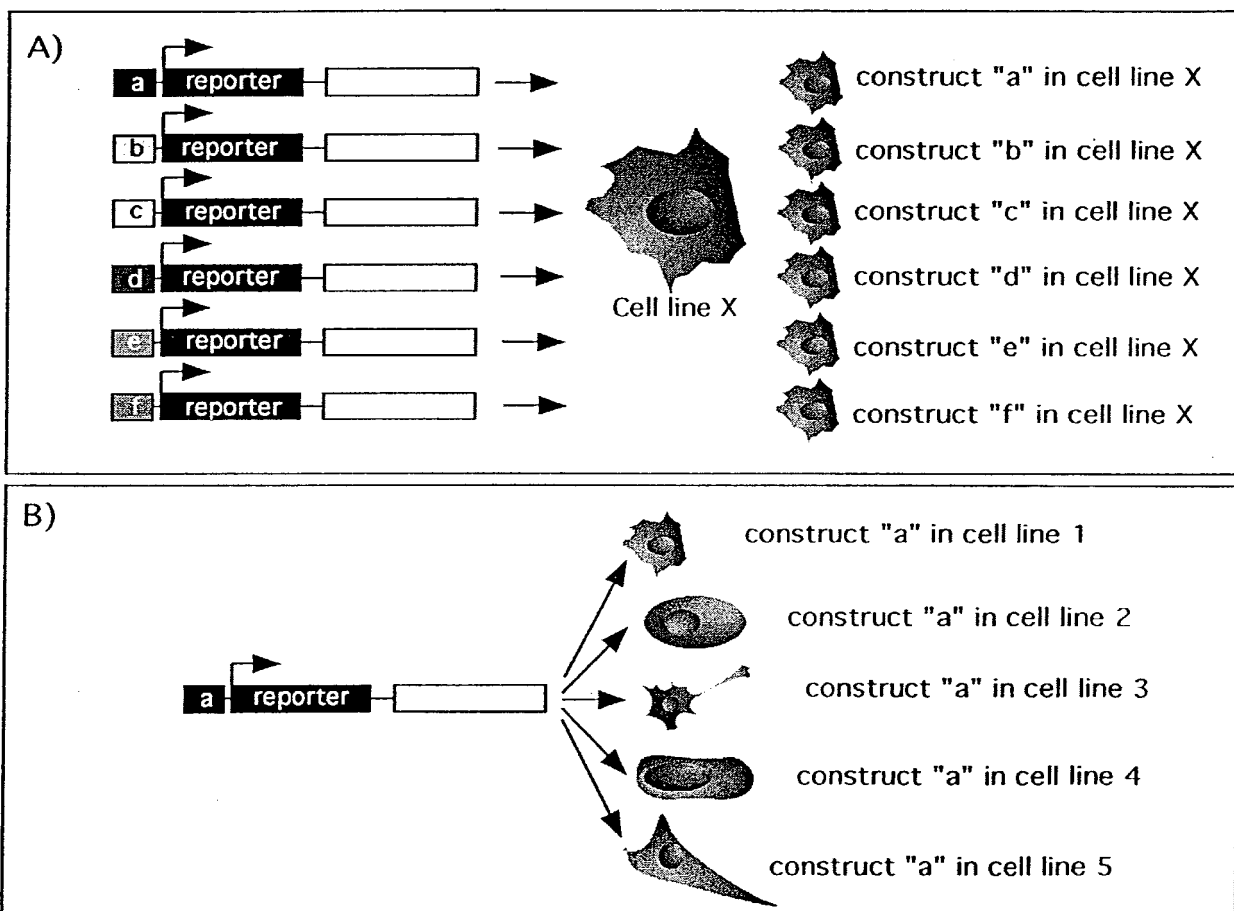 A)
a reporter construct "a" in cell line X
b reporter construct "b" in cell line X
c reporter construct "c" in cell line X
d reporter construct "d" in cell line X
e reporter construct "e" in cell line X
f reporter construct "f" in cell line X
Cell line X
B)
construct "a" in cell line 1
construct "a" in cell line 2
a reporter construct "a" in cell line 3
construct "a" in cell line 4
construct "a" in cell line 5